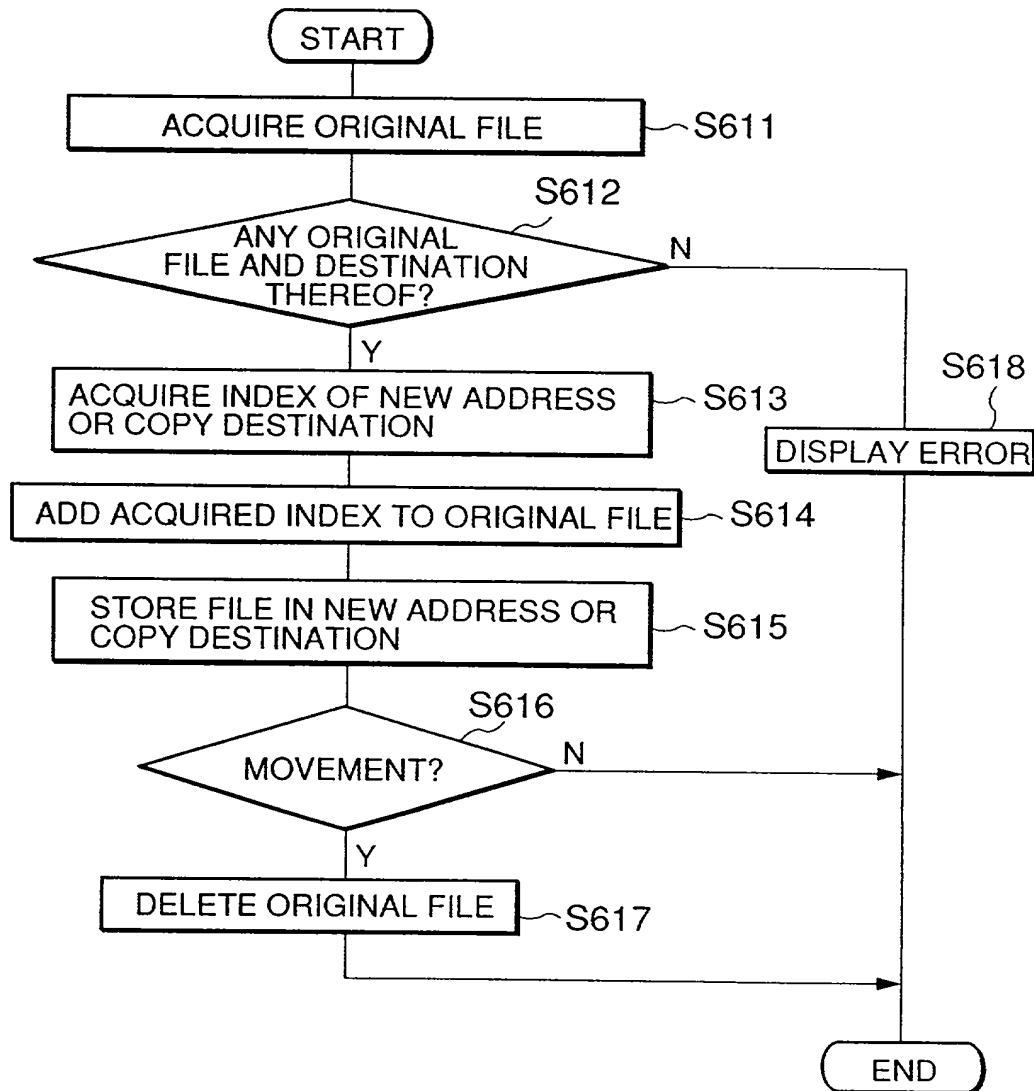 START
ACQUIRE ORIGINAL FILE
S611
S612
ANY ORIGINAL
FILE AND DESTINATION
THEREOF?
N
Y
ACQUIRE INDEX OF NEW ADDRESS
OR COPY DESTINATION
S613
S618
DISPLAY ERROR
ADD ACQUIRED INDEX TO ORIGINAL FILE
S614
STORE FILE IN NEW ADDRESS OR
COPY DESTINATION
S615
S616
MOVEMENT?
N
Y
DELETE ORIGINAL FILE
S617
END